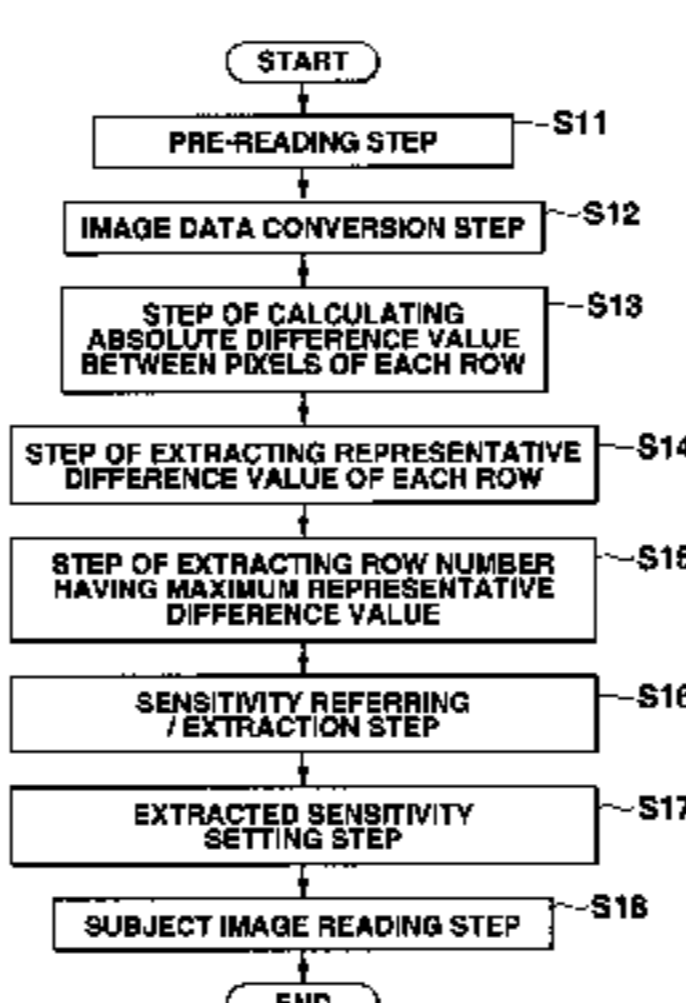 START
PRE-READING STEP
S11
IMAGE DATA CONVERSION STEP
S12
STEP OF CALCULATING
ABSOLUTE DIFFERENCE VALUE
BETWEEN PIXELS OF EACH ROW
S13
STEP OF EXTRACTING REPRESENTATIVE
DIFFERENCE VALUE OF EACH ROW
S14
STEP OF EXTRACTING ROW NUMBER
HAVING MAXIMUM REPRESENTATIVE
DIFFERENCE VALUE
S15
SENSITIVITY REFERRING
/ EXTRACTION STEP
S16
EXTRACTED SENSITIVITY
SETTING STEP
S17
SUBJECT IMAGE READING STEP
S18
END